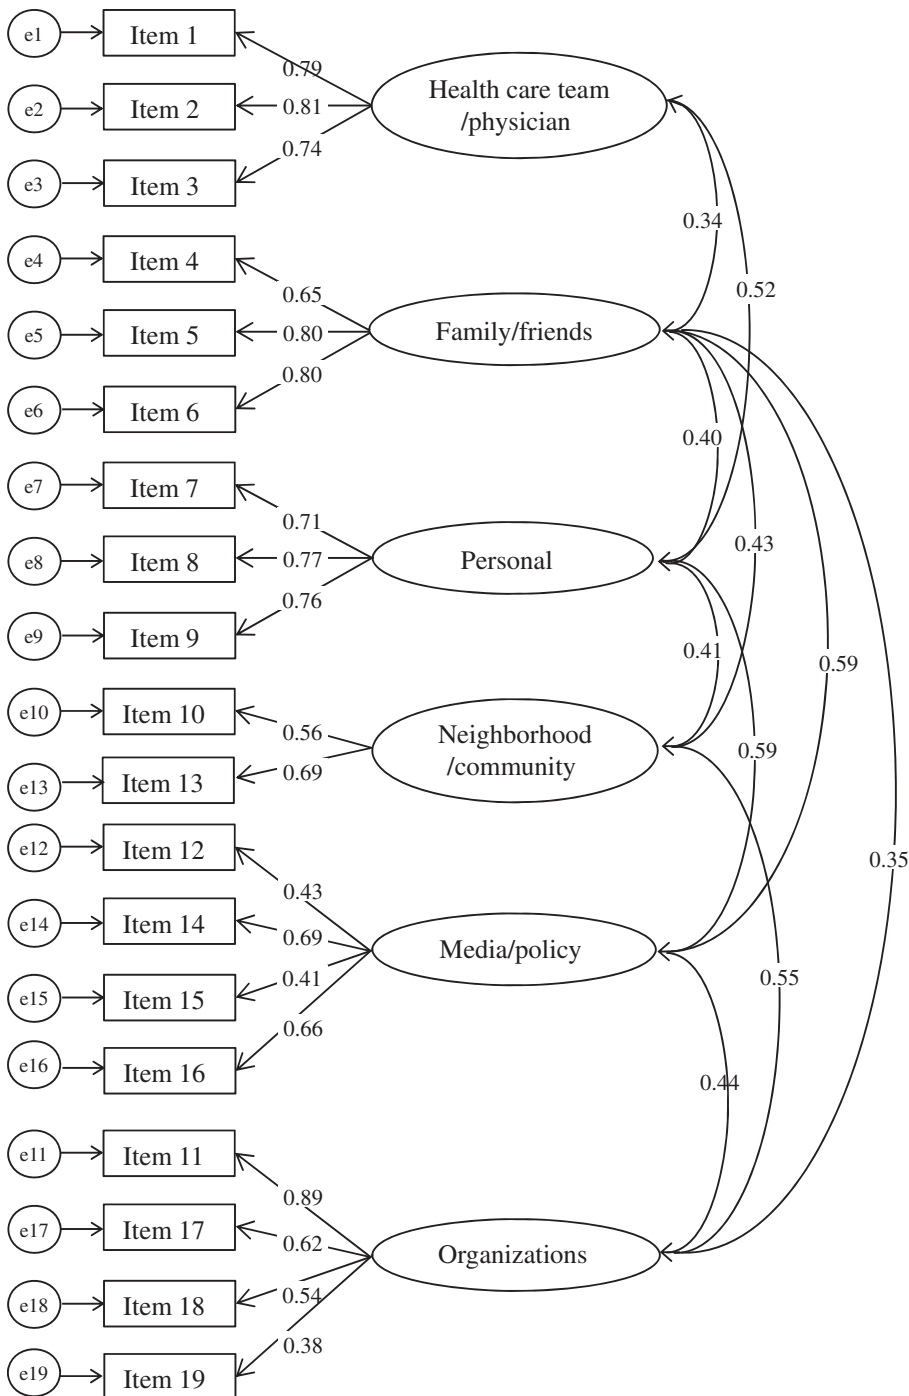 e1
Item 1
0.79
Health care team
/physician
e2
Item 2
0.81
e3
Item 3
0.74
0.34
e4
Item 4
0.52
0.65
e5
Item 5
0.80
Family/friends
e6
Item 6
0.80
0.40
e7
Item 7
0.71
e8
Item 8
0.77
Personal
0.43
e9
Item 9
0.76
0.41
0.59
e10
Item 10
0.56
Neighborhood
/community
0.59
e13
Item 13
0.69
e12
Item 12
0.35
0.43
e14
Item 14
0.69
Media/policy
e15
Item 15
0.41
0.55
0.66
e16
Item 16
0.44
e11
Item 11
0.89
e17
Item 17
0.62
Organizations
e18
Item 18
0.54
0.38
e19
Item 19